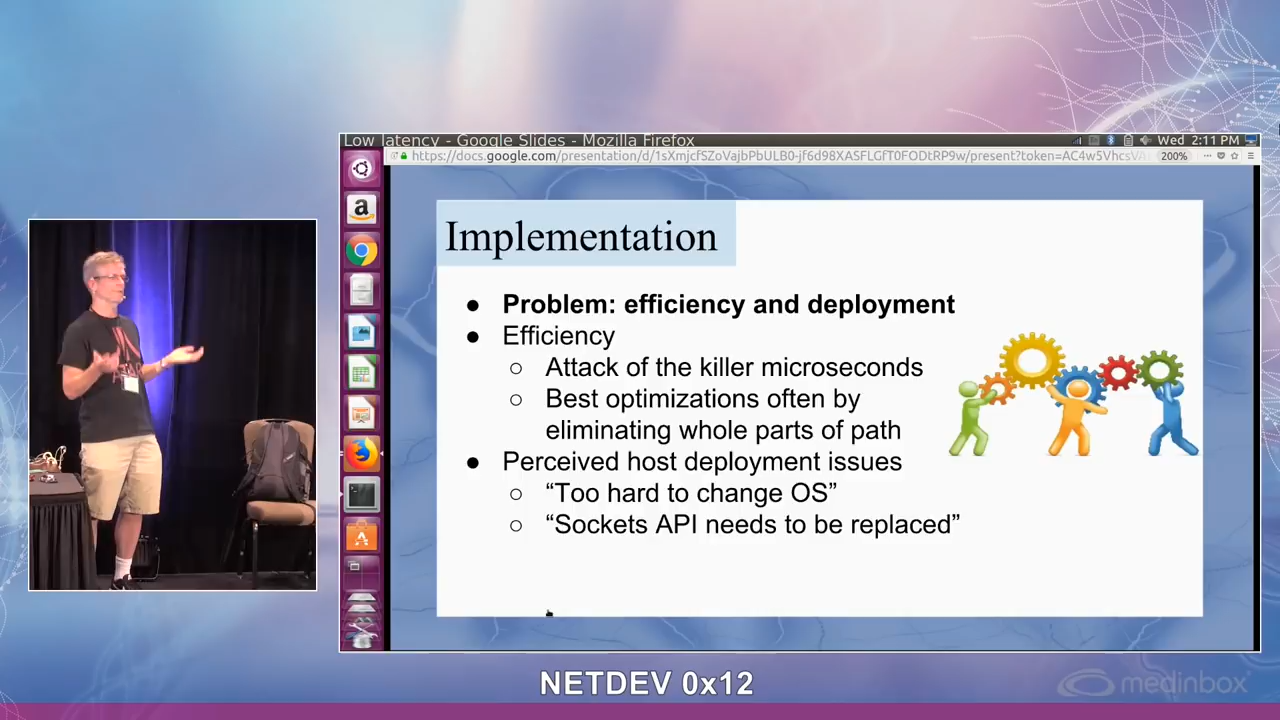 Low latency - Google Slides - Mozilla Firefox
Wed 2:11 PM
200%
Implementation
● Problem: efficiency and deployment
● Efficiency
○ Attack of the killer microseconds
○ Best optimizations often by
eliminating whole parts of path
● Perceived host deployment issues
○ “Too hard to change OS”
○ “Sockets API needs to be replaced”
NETDEV 0x12
medinbox